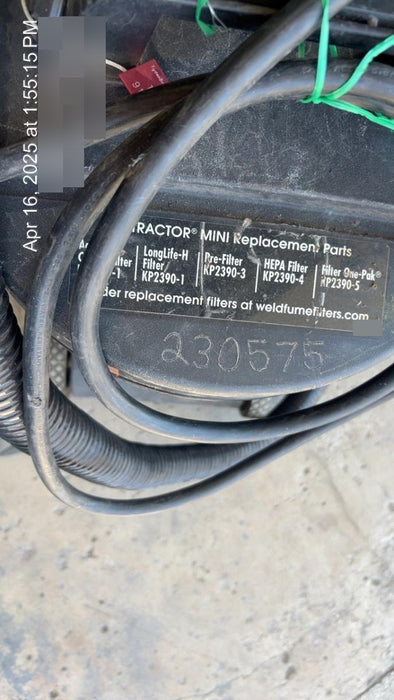 Apr 16, 2025 at 1:55:15 PM
TRACTOR® MINI Replacement Parts
LongLife-H Filter KP2390-1
Pre-Filter KP2390-3
HEPA Filter KP2390-4
Filter One-Pak® KP2390-5
replacement filters at weldfumefilters.com
230575